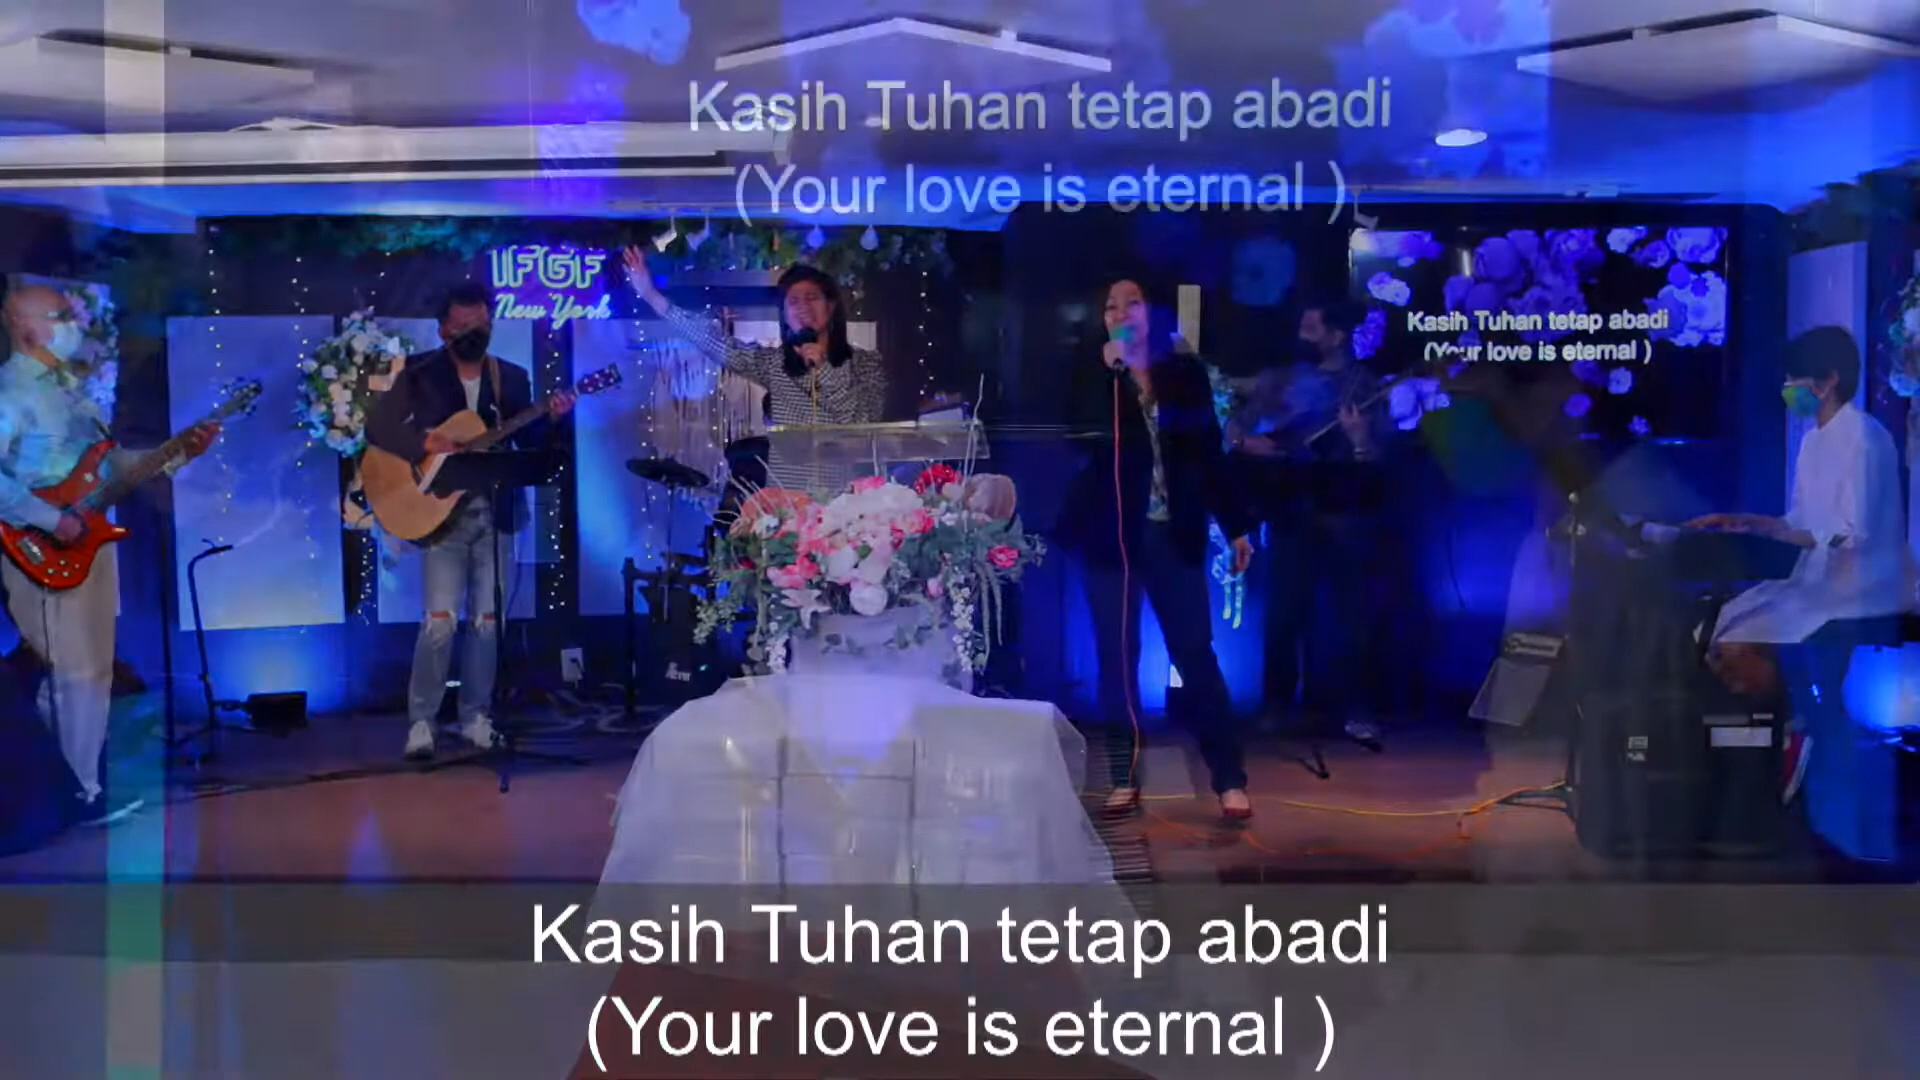 Kasih Tuhan tetap abadi
(Your love is eternal )
IFGF
New York
Kasih Tuhan tetap abadi
(Your love is eternal )
Kasih Tuhan tetap abadi
(Your love is eternal )